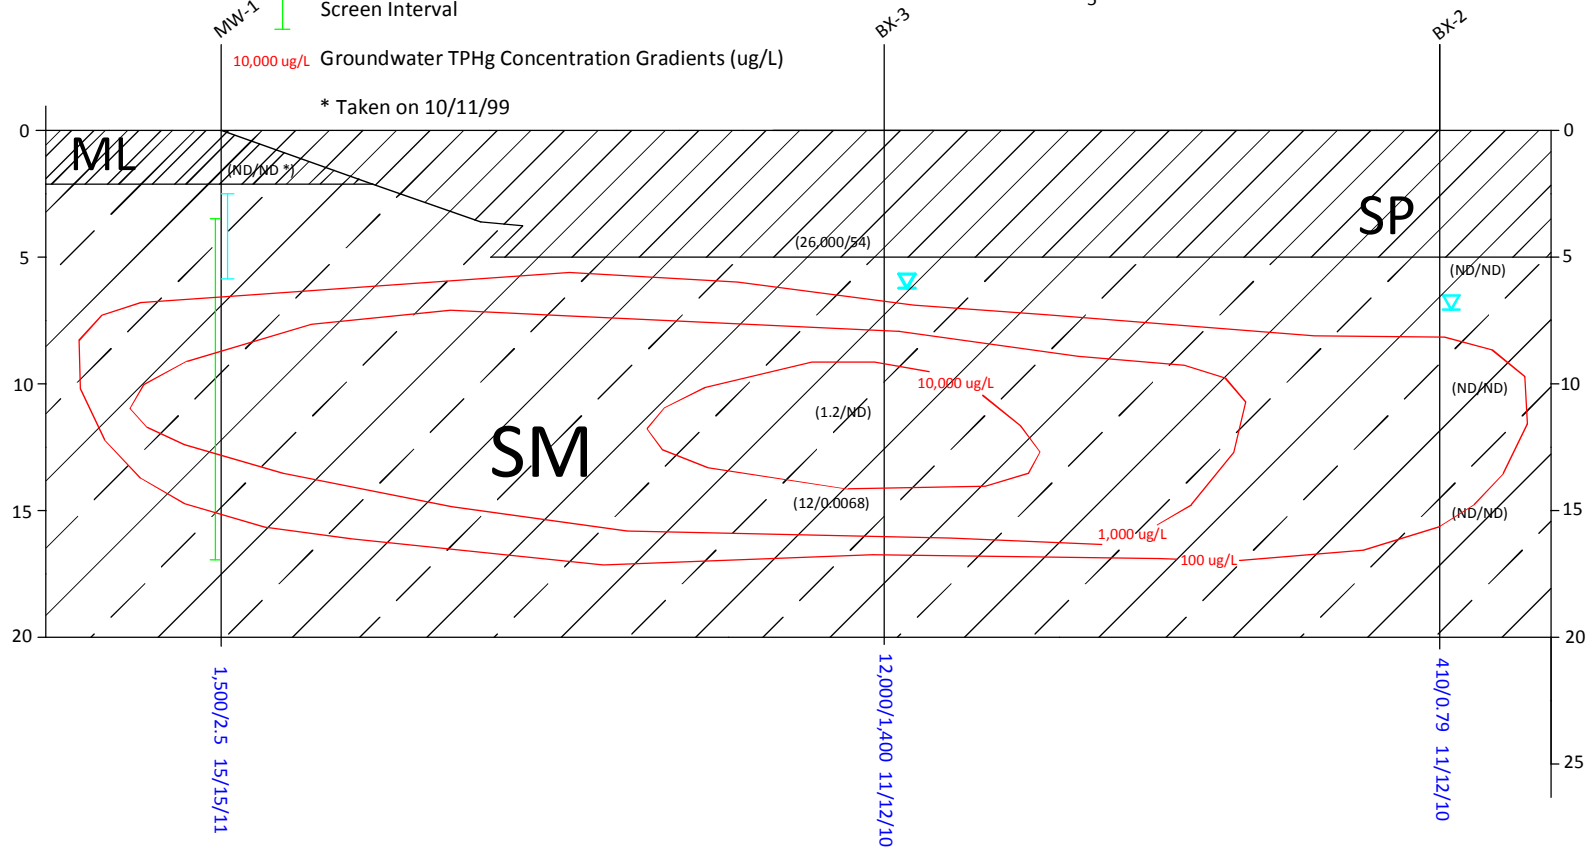 MW-1
Screen Interval
BX-3
BX-2
10,000 ug/L Groundwater TPHg Concentration Gradients (ug/L)
* Taken on 10/11/99
0
0
ML
(ND/ND *)
SP
(26,000/54)
5
5
(ND/ND)
10
10
10,000 ug/L
(ND/ND)
(1.2/ND)
SM
(12/0.0068)
15
15
(ND/ND)
1,000 ug/L
100 ug/L
20
20
1,500/2.5 15/15/11
12,000/1,400 11/12/10
410/0.79 11/12/10
25